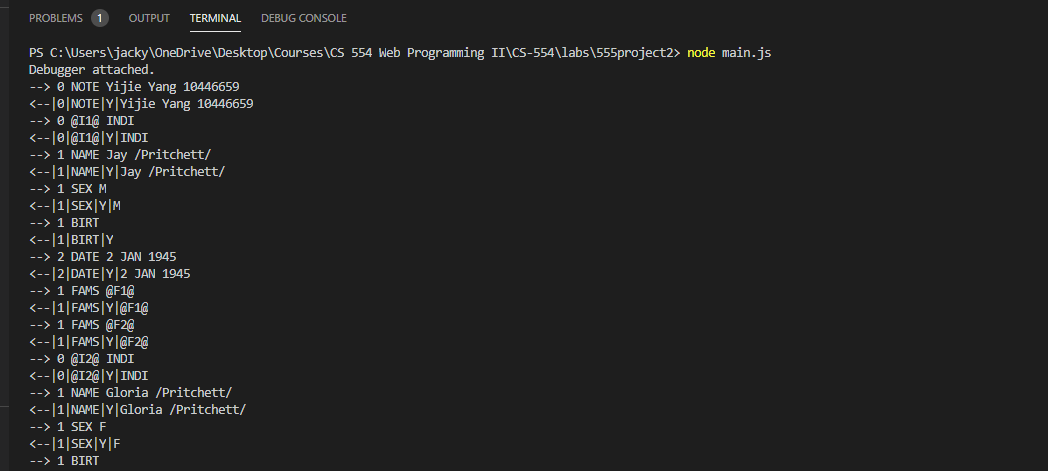 PROBLEMS 1 OUTPUT TERMINAL DEBUG CONSOLE
PS C:\Users\jacky\OneDrive\Desktop\Courses\CS 554 Web Programming II\CS-554\labs\555project2> node main.js
Debugger attached.
--> 0 NOTE Yijie Yang 10446659
<--|0|NOTE|Y|Yijie Yang 10446659
--> 0 @I1@ INDI
<--|0|@I1@|Y|INDI
--> 1 NAME Jay /Pritchett/
<--|1|NAME|Y|Jay /Pritchett/
--> 1 SEX M
<--|1|SEX|Y|M
--> 1 BIRT
<--|1|BIRT|Y
--> 2 DATE 2 JAN 1945
<--|2|DATE|Y|2 JAN 1945
--> 1 FAMS @F1@
<--|1|FAMS|Y|@F1@
--> 1 FAMS @F2@
<--|1|FAMS|Y|@F2@
--> 0 @I2@ INDI
<--|0|@I2@|Y|INDI
--> 1 NAME Gloria /Pritchett/
<--|1|NAME|Y|Gloria /Pritchett/
--> 1 SEX F
<--|1|SEX|Y|F
--> 1 BIRT